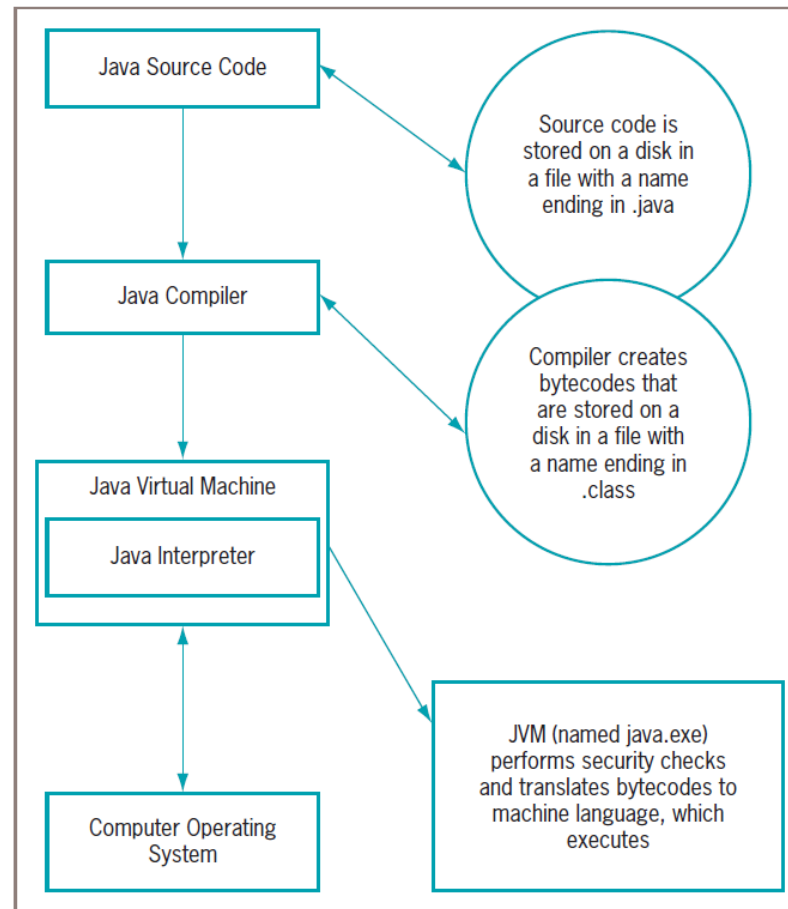 Java Source Code
Source code is
stored on a disk in
a file with a name
ending in .java
Java Compiler
Compiler creates
bytecodes that
are stored on a
disk in a file with
a name ending in
.class
Java Virtual Machine
Java Interpreter
JVM (named java.exe)
performs security checks
and translates bytecodes to
machine language, which
executes
Computer Operating
System